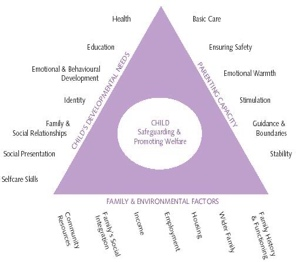 Health
Education
Emotional & Behavioural
Development
Identity
Family &
Social Relationships
Social Presentation
Selfcare Skills
CHILD'S DEVELOPMENTAL NEEDS
Basic Care
Ensuring Safety
Emotional Warmth
Stimulation
Guidance &
Boundaries
Stability
PARENTING CAPACITY
CHILD
Safeguarding &
Promoting Welfare
FAMILY & ENVIRONMENTAL FACTORS
Community
Resources
Family's Social
Integration
Income
Employment
Housing
Wider Family
Family History
& Functioning